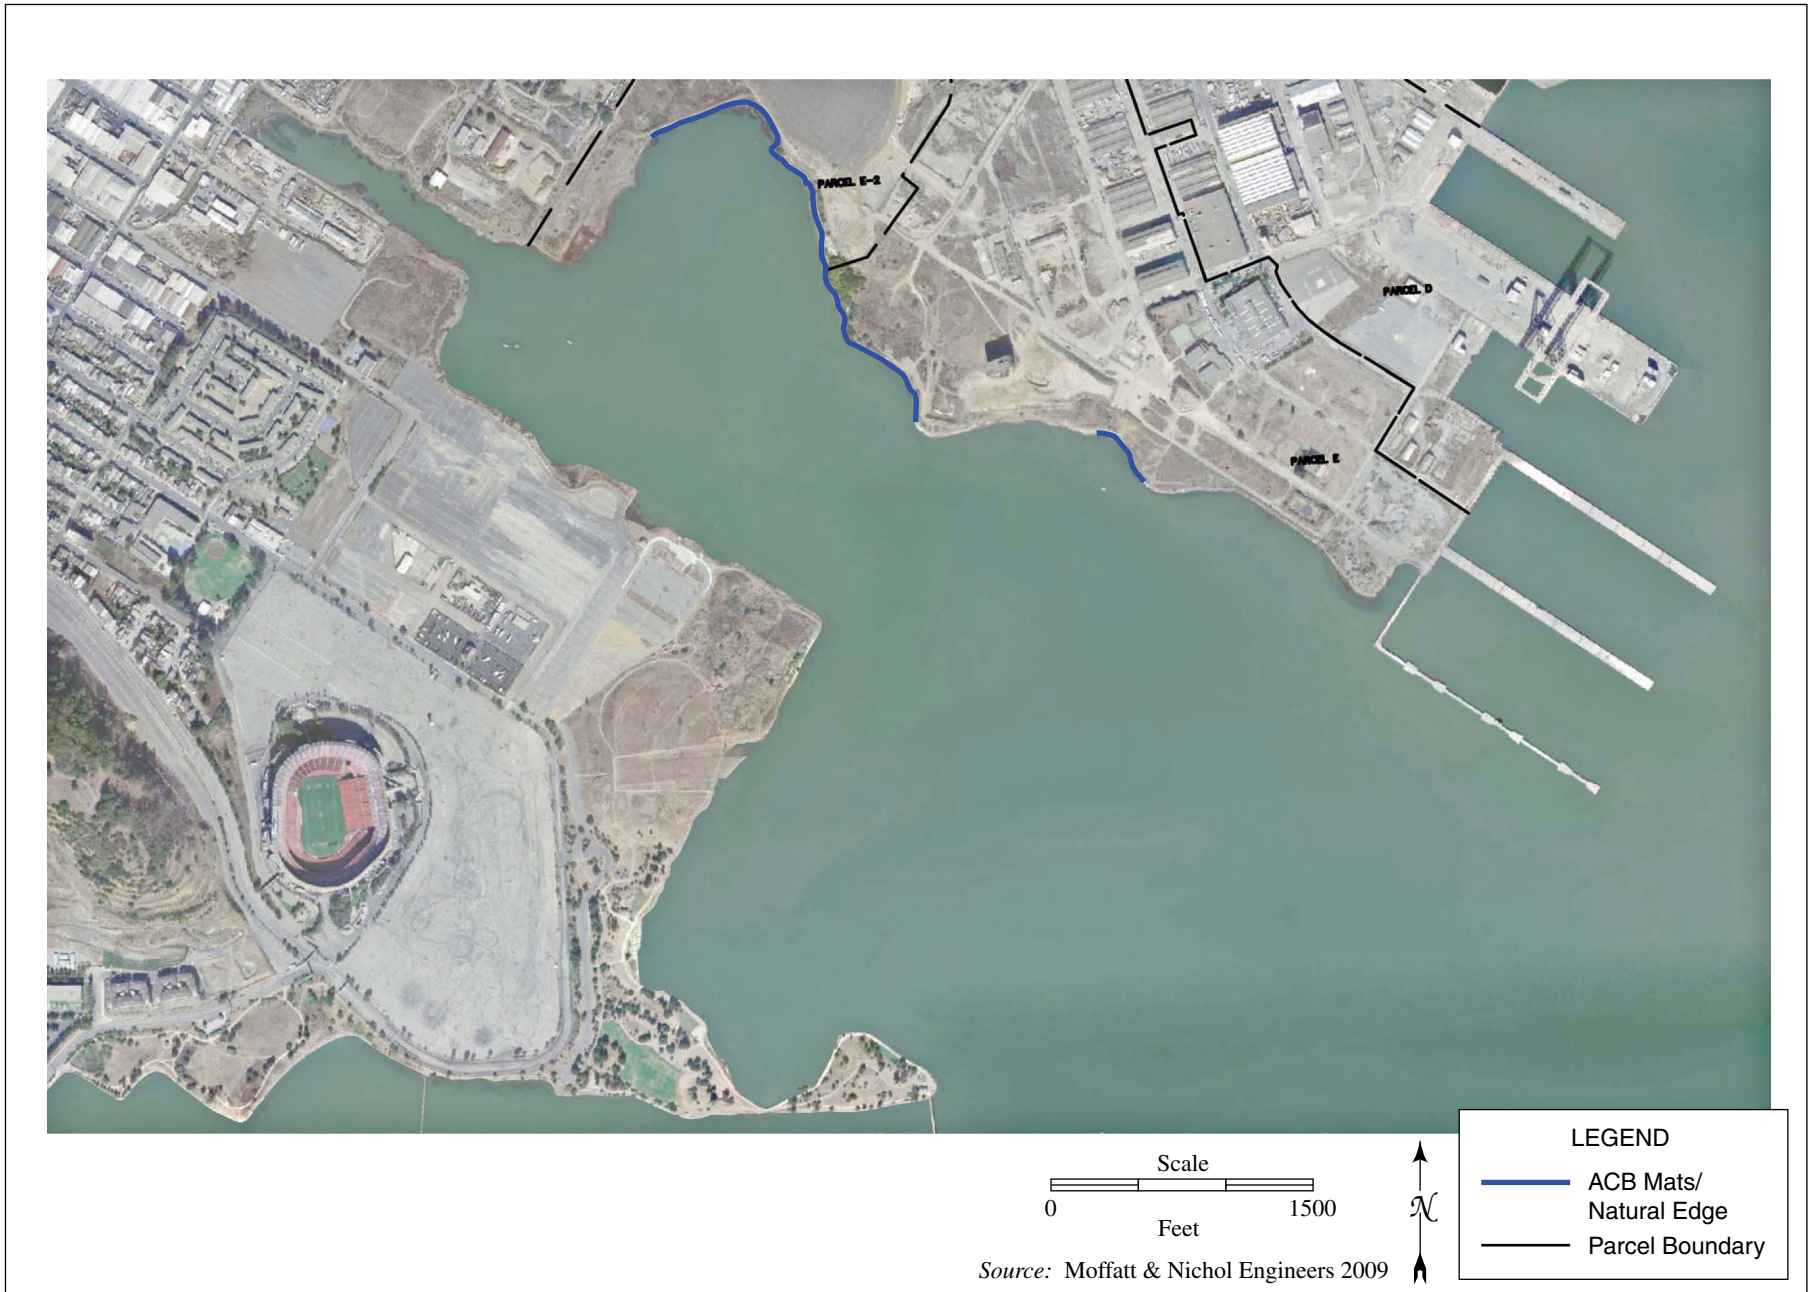 PARCEL E-2
PARCEL D
PARCEL E
Scale
0 1500
Feet
Source: Moffatt & Nichol Engineers 2009
N
LEGEND
ACB Mats/
Natural Edge
Parcel Boundary